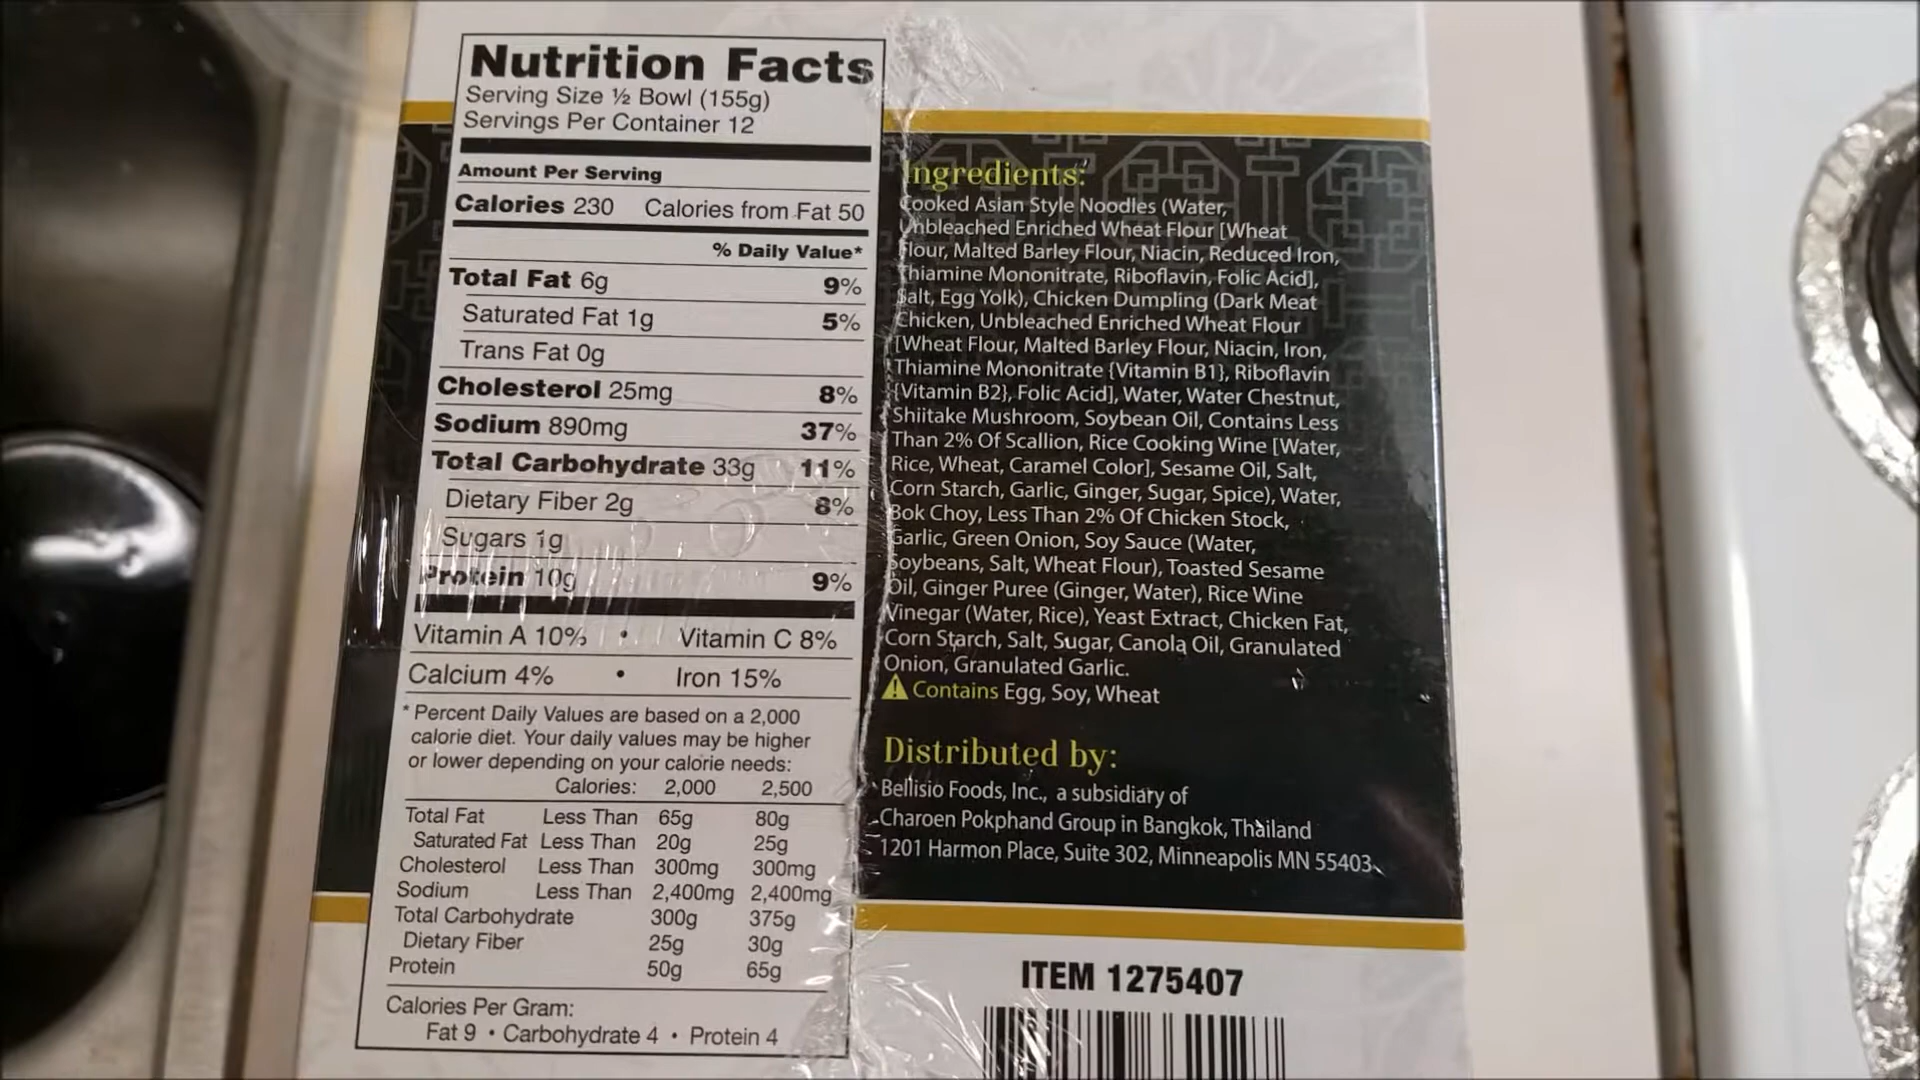 Nutrition Facts
Serving Size ½ Bowl (155g)
Servings Per Container 12
Amount Per Serving
Calories 230 Calories from Fat 50
% Daily Value*
Total Fat 6g 9%
Saturated Fat 1g 5%
Trans Fat 0g
Cholesterol 25mg 8%
Sodium 890mg 37%
Total Carbohydrate 33g 11%
Dietary Fiber 2g 8%
Sugars 1g
Protein 10g 9%
Vitamin A 10% • Vitamin C 8%
Calcium 4% • Iron 15%
* Percent Daily Values are based on a 2,000
calorie diet. Your daily values may be higher
or lower depending on your calorie needs:
Calories: 2,000 2,500
Total Fat Less Than 65g 80g
Saturated Fat Less Than 20g 25g
Cholesterol Less Than 300mg 300mg
Sodium Less Than 2,400mg 2,400mg
Total Carbohydrate 300g 375g
Dietary Fiber 25g 30g
Protein 50g 65g
Calories Per Gram:
Fat 9 • Carbohydrate 4 • Protein 4
Ingredients:
Cooked Asian Style Noodles (Water,
Unbleached Enriched Wheat Flour [Wheat
Flour, Malted Barley Flour, Niacin, Reduced Iron,
Thiamine Mononitrate, Riboflavin, Folic Acid],
Salt, Egg Yolk), Chicken Dumpling (Dark Meat
Chicken, Unbleached Enriched Wheat Flour
[Wheat Flour, Malted Barley Flour, Niacin, Iron,
Thiamine Mononitrate {Vitamin B1}, Riboflavin
{Vitamin B2}, Folic Acid], Water, Water Chestnut,
Shiitake Mushroom, Soybean Oil, Contains Less
Than 2% Of Scallion, Rice Cooking Wine [Water,
Rice, Wheat, Caramel Color], Sesame Oil, Salt,
Corn Starch, Garlic, Ginger, Sugar, Spice), Water,
Bok Choy, Less Than 2% Of Chicken Stock,
Garlic, Green Onion, Soy Sauce (Water,
Soybeans, Salt, Wheat Flour), Toasted Sesame
Oil, Ginger Puree (Ginger, Water), Rice Wine
Vinegar (Water, Rice), Yeast Extract, Chicken Fat,
Corn Starch, Salt, Sugar, Canola Oil, Granulated
Onion, Granulated Garlic.
Contains Egg, Soy, Wheat
Distributed by:
Bellisio Foods, Inc., a subsidiary of
Charoen Pokphand Group in Bangkok, Thailand
1201 Harmon Place, Suite 302, Minneapolis MN 55403
ITEM 1275407